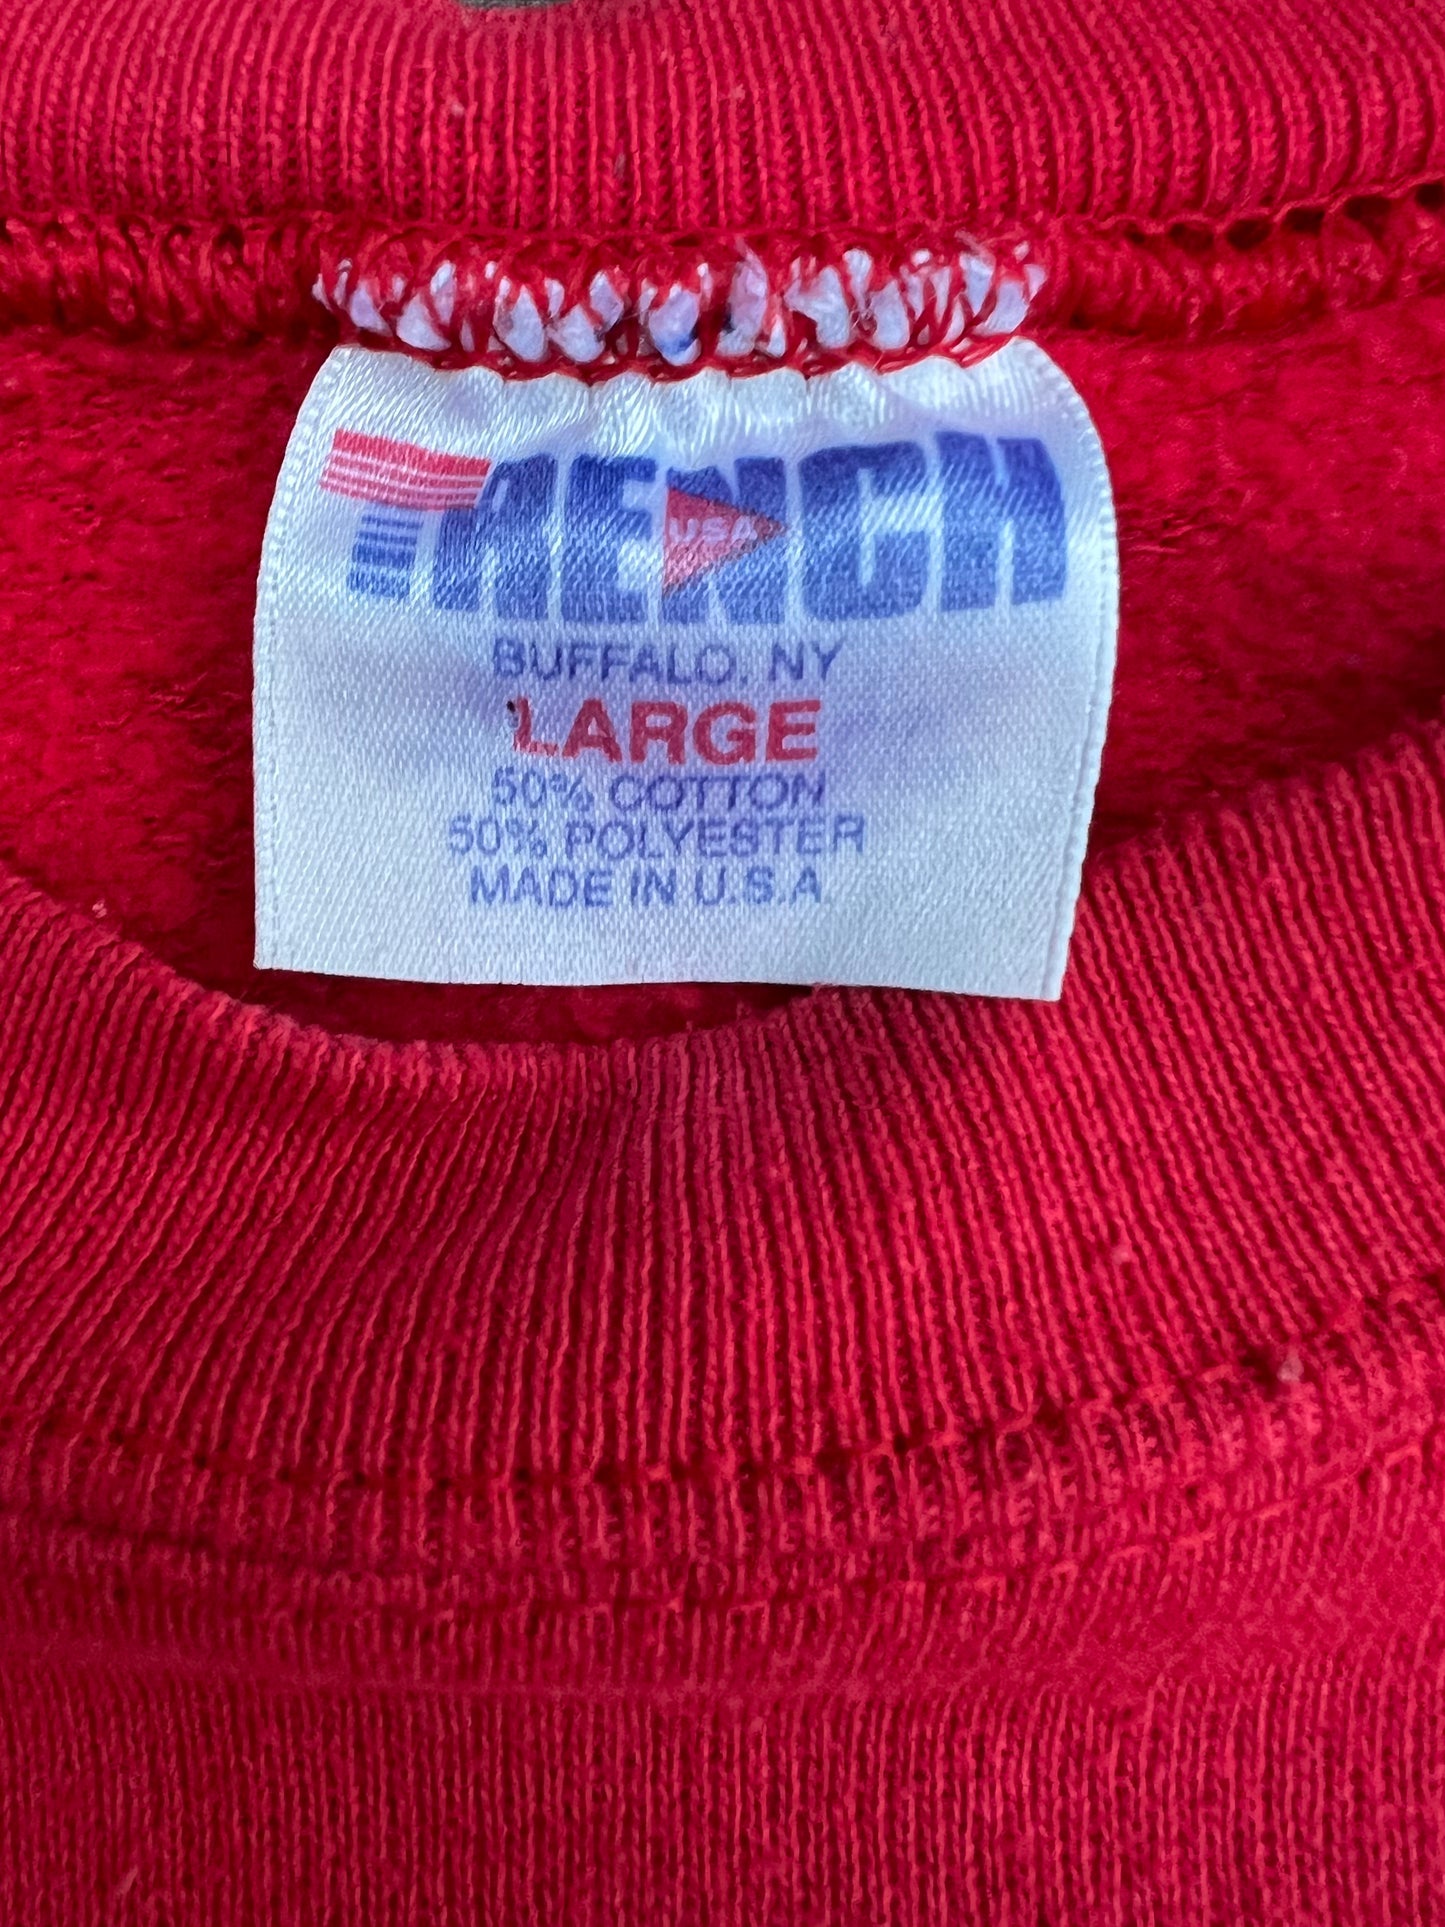 TRENCH
USA
BUFFALO, NY
LARGE
50% COTTON
50% POLYESTER
MADE IN U.S.A.